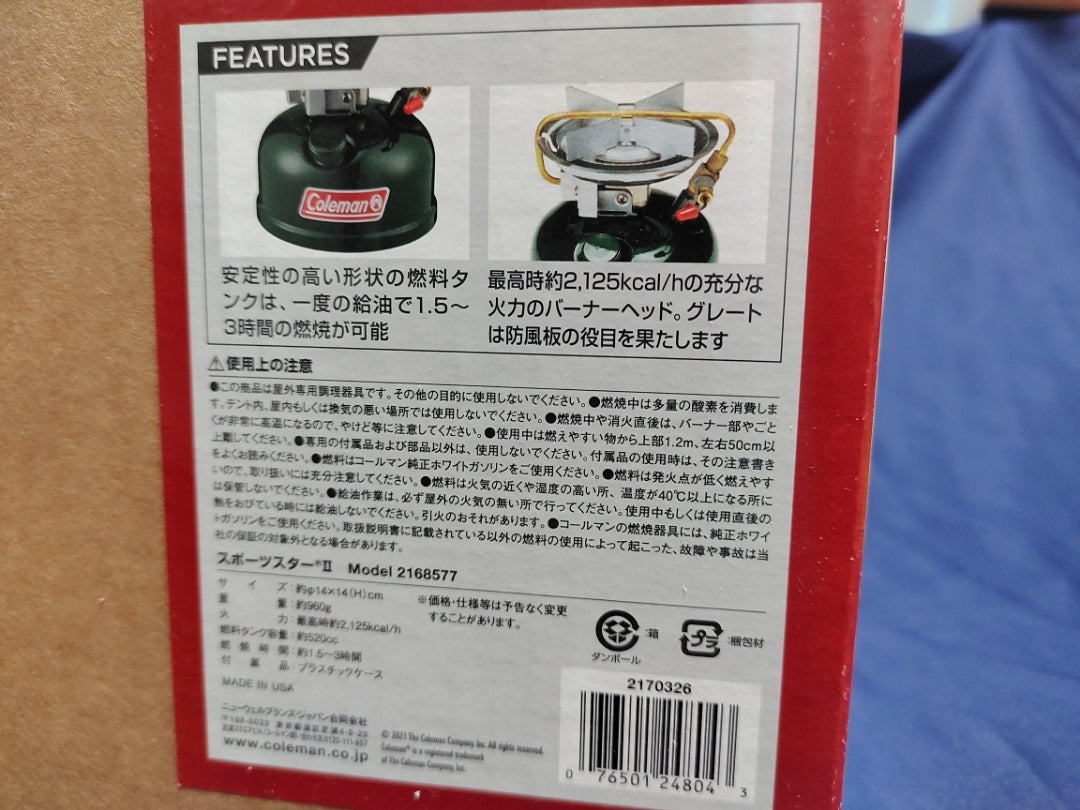 FEATURES
Coleman
安定性の高い形状の燃料タ
ンクは、一度の給油で1.5〜
3時間の燃焼が可能
最高時約2,125kcal/hの充分な
火力のバーナーヘッド。グレート
は防風板の役目を果たします
⚠使用上の注意
●この商品は屋外専用調理器具です。その他の目的に使用しないでください。●燃焼中は多量の酸素を消費しま
す。テント内、屋内もしくは換気の悪い場所では使用しないでください。●燃焼中や消火直後は、バーナー部やごと
くが非常に高温になるので、やけど等に注意してください。●使用中は燃えやすい物から上部1.2m、左右50cm以
上離してください。●専用の付属品および部品以外は、使用しないでください。付属品の使用時は、その注意書き
をよくお読みください。●燃料はコールマン純正ホワイトガソリンをご使用ください。●燃料は発火点が低く燃えやす
いので、取り扱いには充分注意してください。●燃料は火気の近くや湿度の高い所、温度が40℃以上になる所に
は保管しないでください。●給油作業は、必ず屋外の火気の無い所で行ってください。使用中もしくは使用直後の
熱をおびている時には給油しないでください。引火のおそれがあります。●コールマンの燃焼器具には、純正ホワイ
トガソリンをご使用ください。取扱説明書に記載されている以外の燃料の使用によって起こった、故障や事故は当
社の保証の対象外となる場合があります。
スポーツスター®Ⅱ Model 2168577
サイズ:約φ14×14(H)cm
重量:約960g
火力:最高時約2,125kcal/h
燃料タンク容量:約520cc
燃焼時間:約1.5〜3時間
付属品:プラスチックケース
MADE IN USA
※価格・仕様等は予告なく変更
することがあります。
:箱
ダンボール
プラ
:梱包材
ニューウェルブランズ・ジャパン合同会社
www.coleman.co.jp
© 2021 The Coleman Company, Inc. All rights reserved.
Coleman® is a registered trademark
of The Coleman Company, Inc.
2170326
0 76501 24804 3